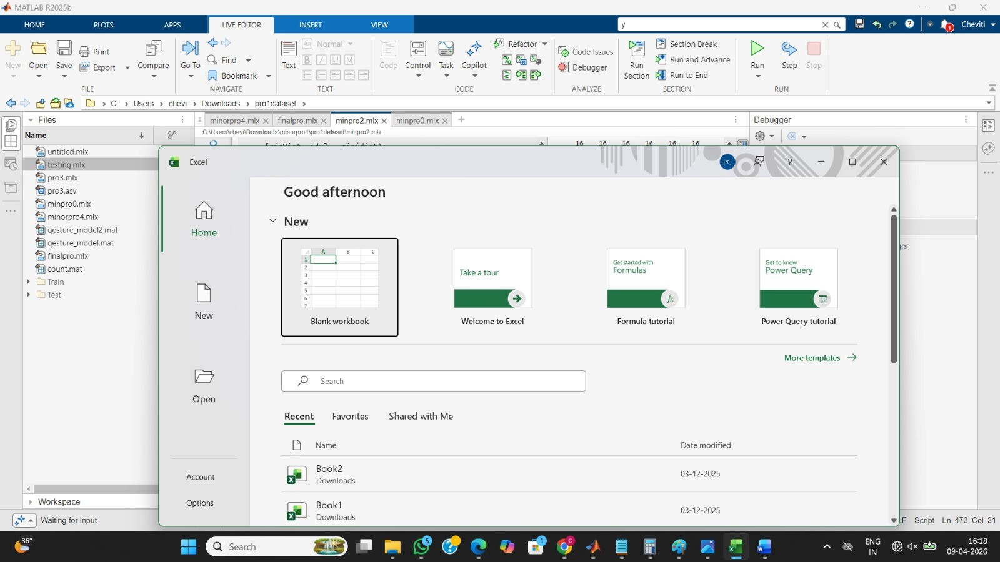 MATLAB R2025b
HOME PLOTS APPS LIVE EDITOR INSERT VIEW y Cheviti
New Open Save Print Export Compare Go To Find Bookmark Text Aa Normal B I U M Code Control Task Copilot Refactor Code Issues Debugger Run Section Section Break Run and Advance Run to End Run Step Stop
FILE NAVIGATE TEXT CODE ANALYZE SECTION RUN
C: › Users › chevi › Downloads › pro1dataset ›
Files minorpro4.mlx finalpro.mlx minpro2.mlx minpro0.mlx Debugger
Name C:\Users\chevi\Downloads\minorpro1\pro1dataset\minpro2.mlx
16 16 16 16 16 16
untitled.mlx
testing.mlx
pro3.mlx
pro3.asv
minpro0.mlx
minorpro4.mlx
gesture_model2.mat
gesture_model.mat
finalpro.mlx
count.mat
Train
Test
Workspace
Waiting for input
Excel PC ?
Good afternoon
New
Home
New
Open
Account
Options
A B C
1
2
3
4
5
6
7
Blank workbook
Take a tour
Welcome to Excel
Get started with
Formulas
fx
Formula tutorial
Get to know
Power Query
Power Query tutorial
More templates
Search
Recent Favorites Shared with Me
Name Date modified
Book2
Downloads
03-12-2025
Book1
Downloads
03-12-2025
Script Ln 473 Col 31
36° Search 5 1 C ENG
IN
16:18
09-04-2026